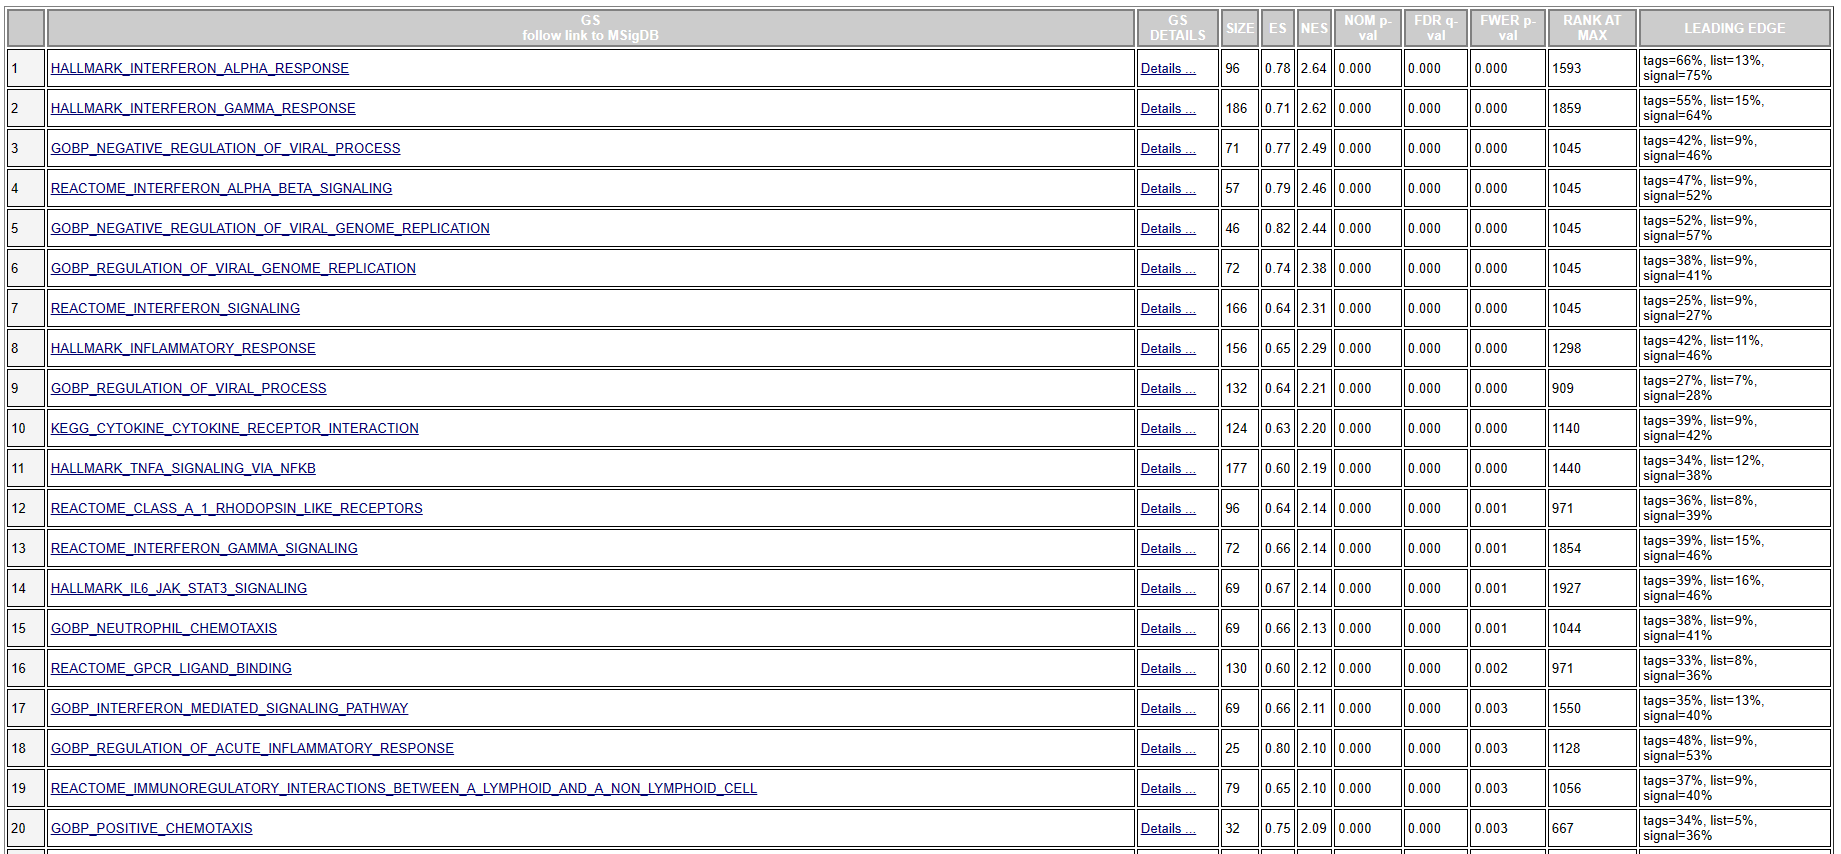 GS
follow link to MSigDB
GS
DETAILS
SIZE
ES
NES
NOM p-
val
FDR q-
val
FWER p-
val
RANK AT
MAX
LEADING EDGE
1 HALLMARK_INTERFERON_ALPHA_RESPONSE Details ... 96 0.78 2.64 0.000 0.000 0.000 1593 tags=66%, list=13%,
signal=75%
2 HALLMARK_INTERFERON_GAMMA_RESPONSE Details ... 186 0.71 2.62 0.000 0.000 0.000 1859 tags=55%, list=15%,
signal=64%
3 GOBP_NEGATIVE_REGULATION_OF_VIRAL_PROCESS Details ... 71 0.77 2.49 0.000 0.000 0.000 1045 tags=42%, list=9%,
signal=46%
4 REACTOME_INTERFERON_ALPHA_BETA_SIGNALING Details ... 57 0.79 2.46 0.000 0.000 0.000 1045 tags=47%, list=9%,
signal=52%
5 GOBP_NEGATIVE_REGULATION_OF_VIRAL_GENOME_REPLICATION Details ... 46 0.82 2.44 0.000 0.000 0.000 1045 tags=52%, list=9%,
signal=57%
6 GOBP_REGULATION_OF_VIRAL_GENOME_REPLICATION Details ... 72 0.74 2.38 0.000 0.000 0.000 1045 tags=38%, list=9%,
signal=41%
7 REACTOME_INTERFERON_SIGNALING Details ... 166 0.64 2.31 0.000 0.000 0.000 1045 tags=25%, list=9%,
signal=27%
8 HALLMARK_INFLAMMATORY_RESPONSE Details ... 156 0.65 2.29 0.000 0.000 0.000 1298 tags=42%, list=11%,
signal=46%
9 GOBP_REGULATION_OF_VIRAL_PROCESS Details ... 132 0.64 2.21 0.000 0.000 0.000 909 tags=27%, list=7%,
signal=28%
10 KEGG_CYTOKINE_CYTOKINE_RECEPTOR_INTERACTION Details ... 124 0.63 2.20 0.000 0.000 0.000 1140 tags=39%, list=9%,
signal=42%
11 HALLMARK_TNFA_SIGNALING_VIA_NFKB Details ... 177 0.60 2.19 0.000 0.000 0.000 1440 tags=34%, list=12%,
signal=38%
12 REACTOME_CLASS_A_1_RHODOPSIN_LIKE_RECEPTORS Details ... 96 0.64 2.14 0.000 0.000 0.001 971 tags=36%, list=8%,
signal=39%
13 REACTOME_INTERFERON_GAMMA_SIGNALING Details ... 72 0.66 2.14 0.000 0.000 0.001 1854 tags=39%, list=15%,
signal=46%
14 HALLMARK_IL6_JAK_STAT3_SIGNALING Details ... 69 0.67 2.14 0.000 0.000 0.001 1927 tags=39%, list=16%,
signal=46%
15 GOBP_NEUTROPHIL_CHEMOTAXIS Details ... 69 0.66 2.13 0.000 0.000 0.001 1044 tags=38%, list=9%,
signal=41%
16 REACTOME_GPCR_LIGAND_BINDING Details ... 130 0.60 2.12 0.000 0.000 0.002 971 tags=33%, list=8%,
signal=36%
17 GOBP_INTERFERON_MEDIATED_SIGNALING_PATHWAY Details ... 69 0.66 2.11 0.000 0.000 0.003 1550 tags=35%, list=13%,
signal=40%
18 GOBP_REGULATION_OF_ACUTE_INFLAMMATORY_RESPONSE Details ... 25 0.80 2.10 0.000 0.000 0.003 1128 tags=48%, list=9%,
signal=53%
19 REACTOME_IMMUNOREGULATORY_INTERACTIONS_BETWEEN_A_LYMPHOID_AND_A_NON_LYMPHOID_CELL Details ... 79 0.65 2.10 0.000 0.000 0.003 1056 tags=37%, list=9%,
signal=40%
20 GOBP_POSITIVE_CHEMOTAXIS Details ... 32 0.75 2.09 0.000 0.000 0.003 667 tags=34%, list=5%,
signal=36%